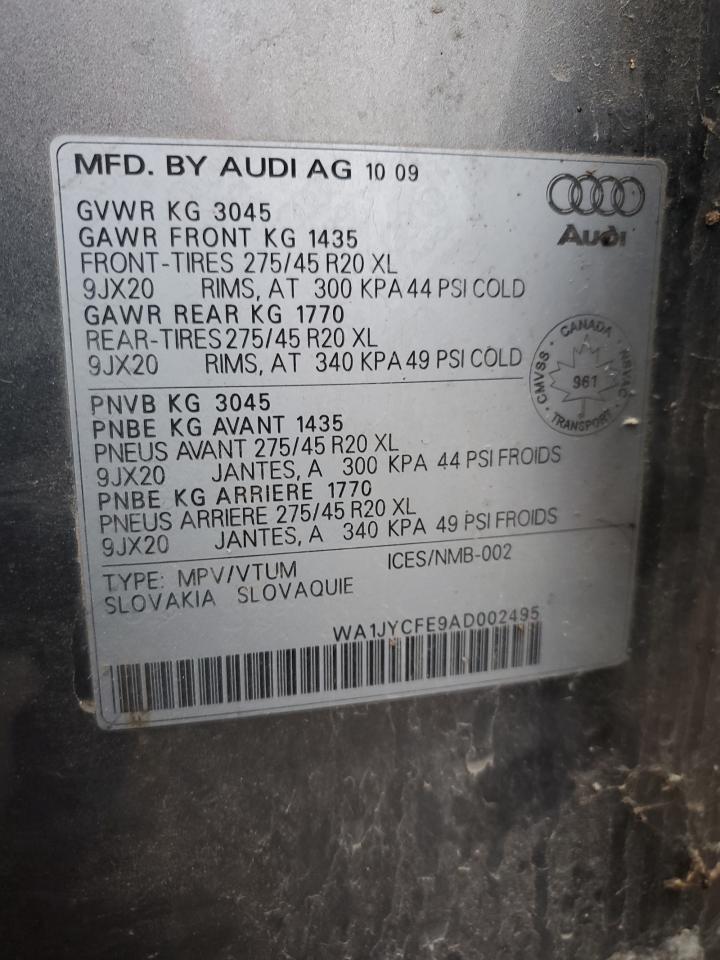 MFD. BY AUDI AG 10 09
Audi
GVWR KG 3045
GAWR FRONT KG 1435
FRONT-TIRES 275/45 R20 XL
9JX20 RIMS, AT 300 KPA 44 PSI COLD
GAWR REAR KG 1770
REAR-TIRES 275/45 R20 XL
9JX20 RIMS, AT 340 KPA 49 PSI COLD
CANADA
CMVSS
961
NSVAC
TRANSPORT
PNVB KG 3045
PNBE KG AVANT 1435
PNEUS AVANT 275/45 R20 XL
9JX20 JANTES, A 300 KPA 44 PSI FROIDS
PNBE KG ARRIERE 1770
PNEUS ARRIERE 275/45 R20 XL
9JX20 JANTES, A 340 KPA 49 PSI FROIDS
TYPE: MPV/VTUM ICES/NMB-002
SLOVAKIA SLOVAQUIE
WA1JYCFE9AD002495